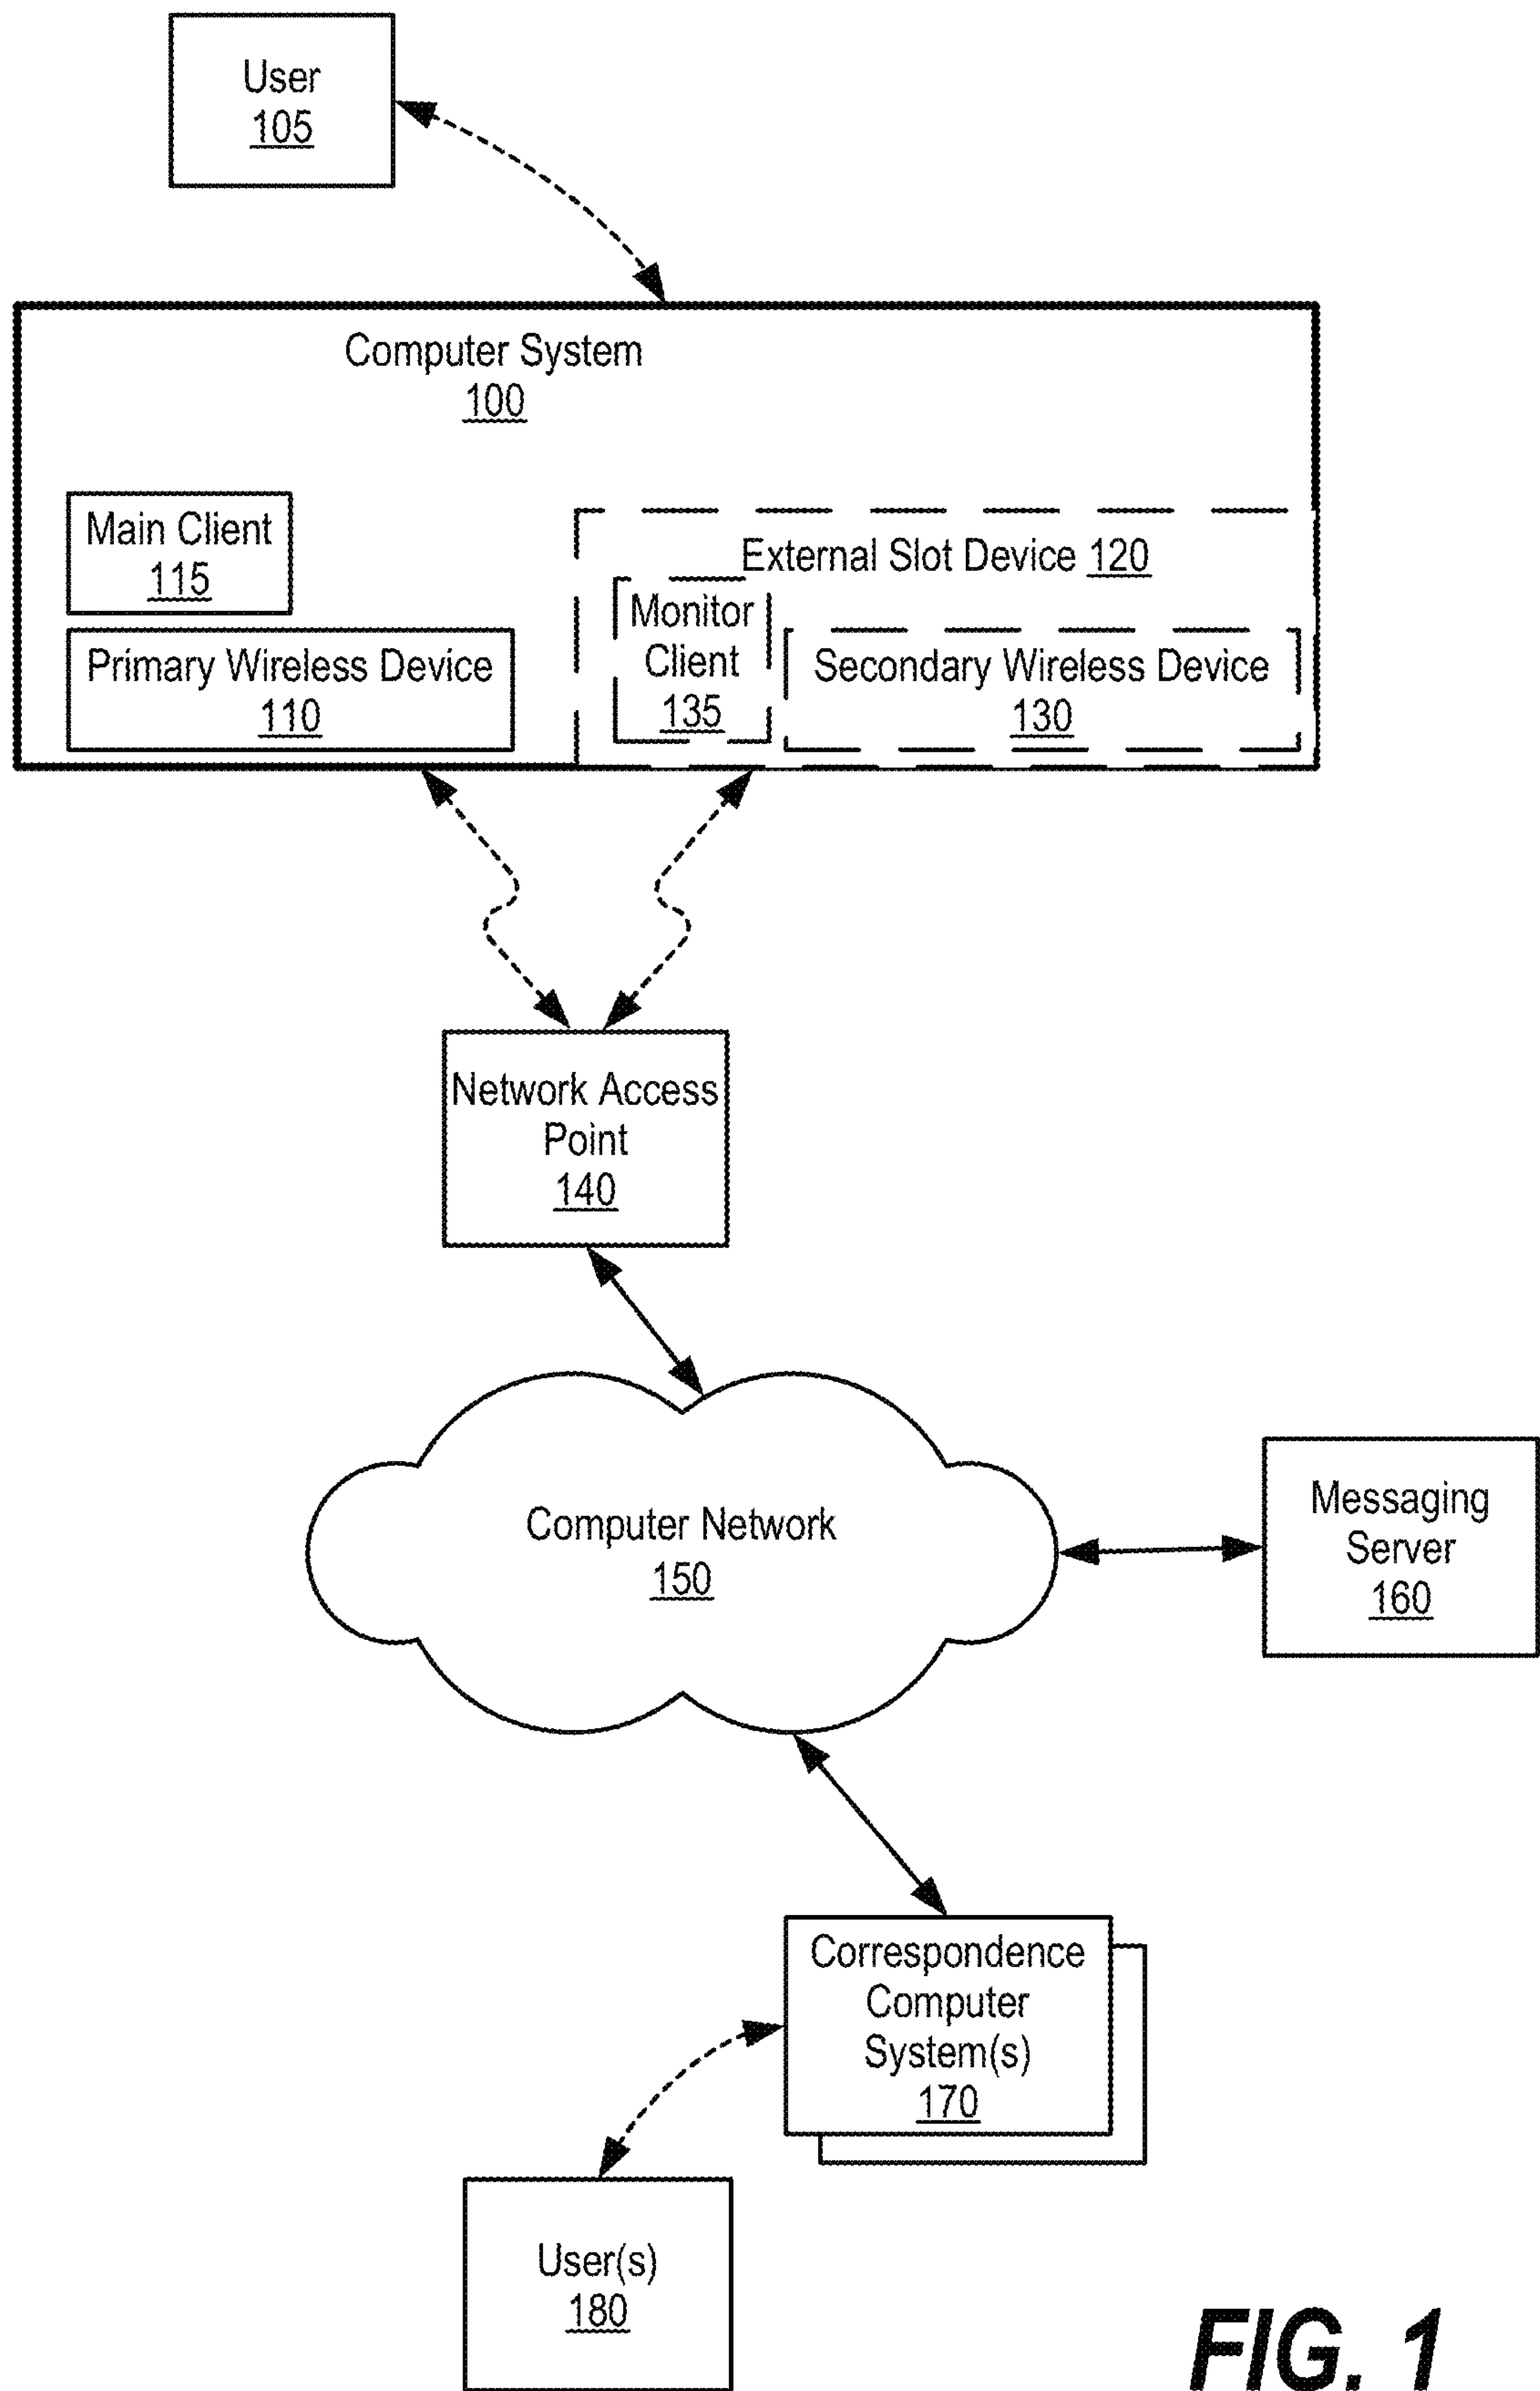 User
105
Computer System
100
Main Client
115
External Slot Device 120
Monitor
Client
135
Primary Wireless Device
110
Secondary Wireless Device
130
Network Access
Point
140
Computer Network
150
Messaging
Server
160
Correspondence
Computer
System(s)
170
User(s)
180
FIG. 1